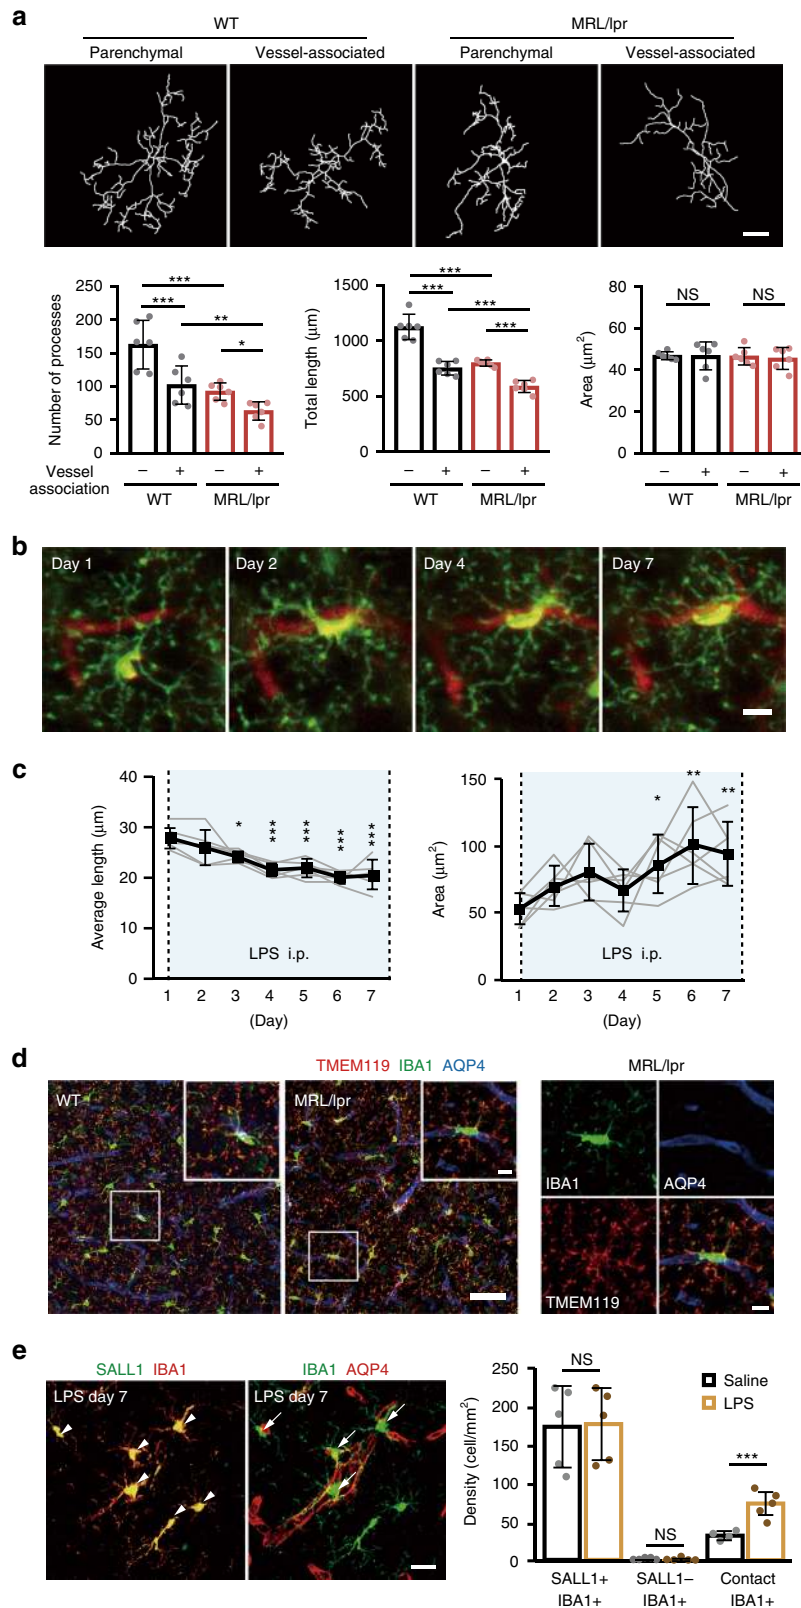 a
WT
MRL/lpr
Parenchymal
Vessel-associated
Parenchymal
Vessel-associated
Number of processes
250
200
150
100
50
0
***
***
**
*
Total length (µm)
1500
1000
500
0
***
***
***
***
Area (µm²)
80
60
40
20
0
NS
NS
Vessel association
– + – +
WT
MRL/lpr
– + – +
WT
MRL/lpr
– + – +
WT
MRL/lpr
b
Day 1
Day 2
Day 4
Day 7
c
Average length (µm)
40
30
20
10
0
*
***
***
***
***
LPS i.p.
1 2 3 4 5 6 7
(Day)
Area (µm²)
150
100
50
0
*
**
**
LPS i.p.
1 2 3 4 5 6 7
(Day)
d
TMEM119 IBA1 AQP4
MRL/lpr
WT
MRL/lpr
IBA1
AQP4
TMEM119
e
SALL1 IBA1
IBA1 AQP4
LPS day 7
LPS day 7
Density (cell/mm²)
250
200
150
100
50
0
NS
NS
***
Saline
LPS
SALL1+
IBA1+
SALL1–
IBA1+
Contact
IBA1+